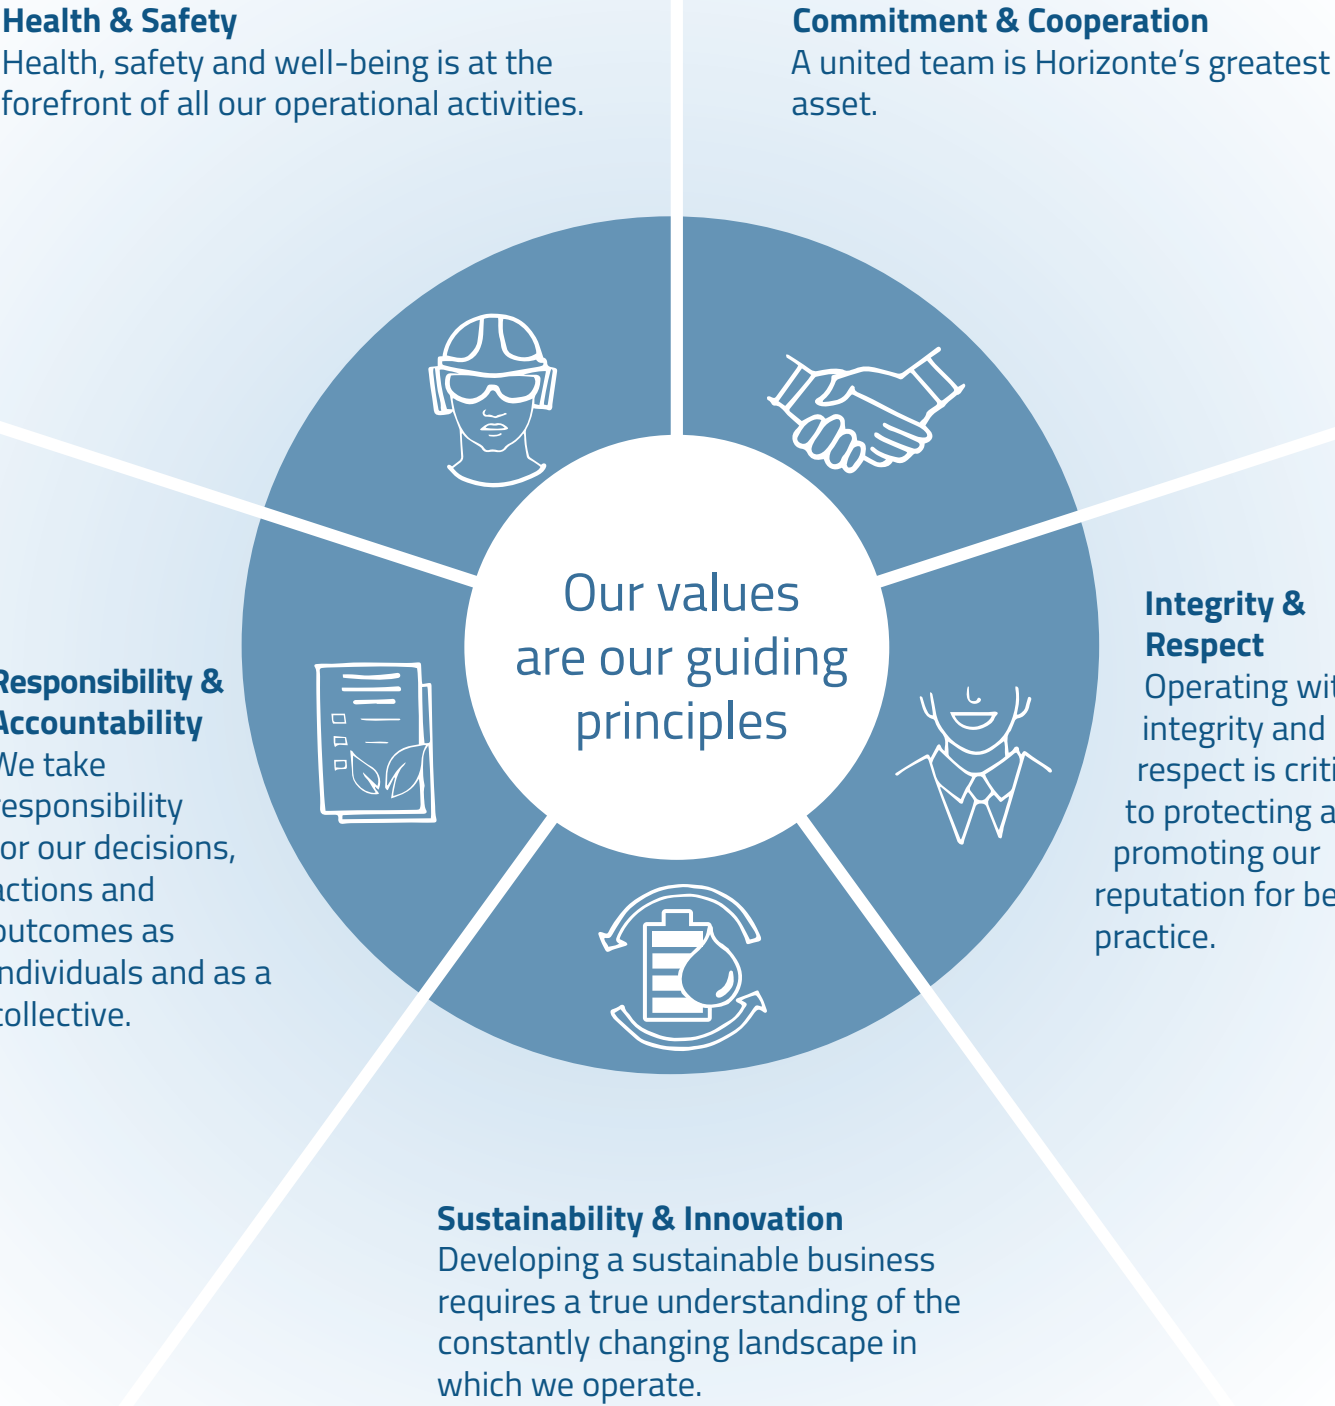 Health & Safety
Health, safety and well-being is at the
forefront of all our operational activities.
Commitment & Cooperation
A united team is Horizonte's greatest
asset.
Our values
are our guiding
principles
Integrity &
Respect
Operating wit
integrity and
respect is criti
to protecting a
promoting our
reputation for be
practice.
Responsibility &
Accountability
We take
responsibility
for our decisions,
actions and
outcomes as
individuals and as a
collective.
Sustainability & Innovation
Developing a sustainable business
requires a true understanding of the
constantly changing landscape in
which we operate.